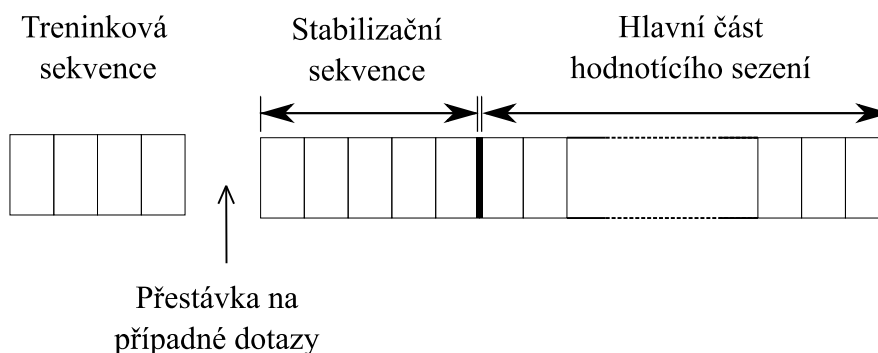 Treninková
sekvence
Stabilizační
sekvence
Hlavní část
hodnotícího sezení
Přestávka na
případné dotazy